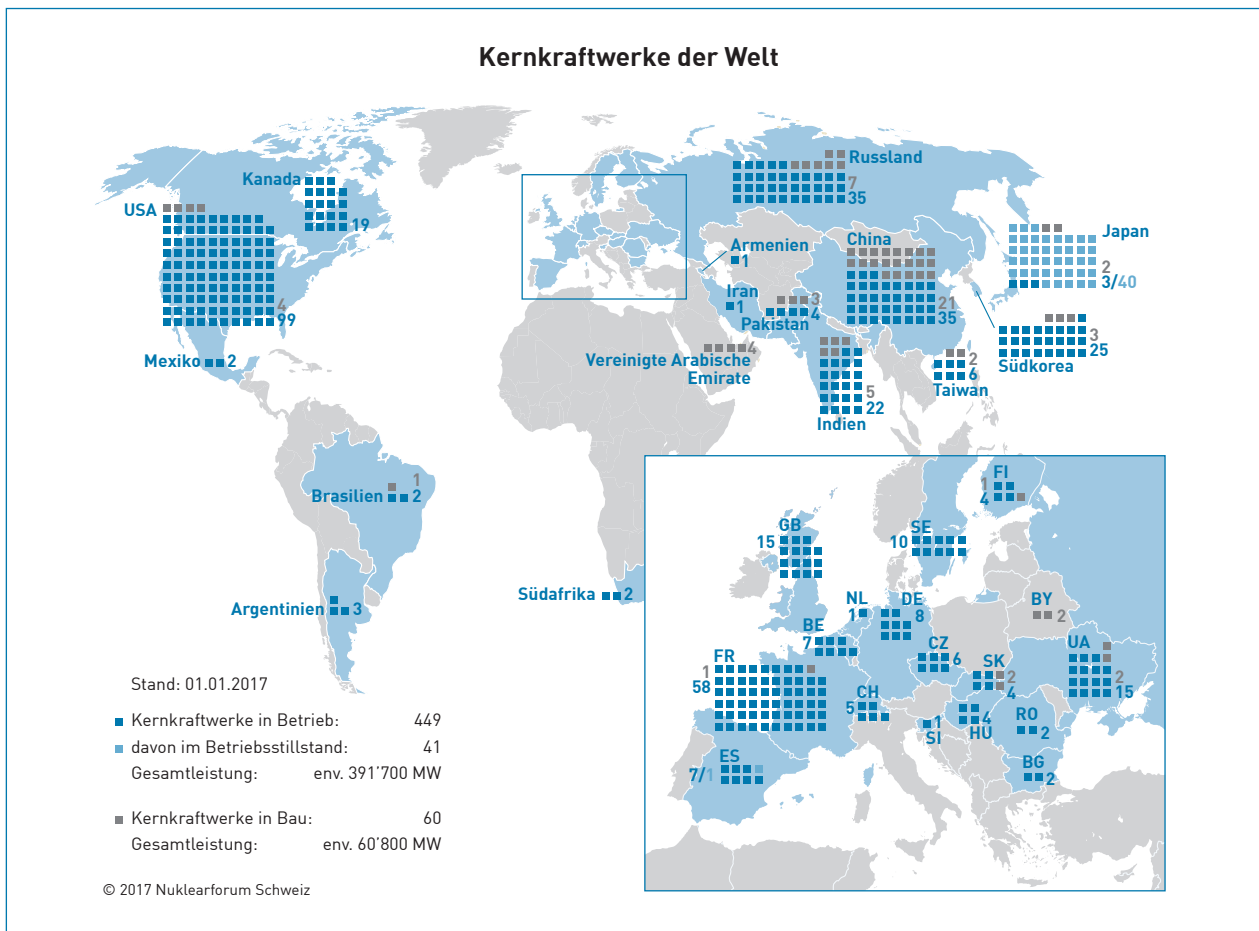 Kernkraftwerke der Welt
Kanada
19
USA
4
99
Mexiko 2
Brasilien
1
2
Argentinien 3
Südafrika 2
Russland
7
35
Armenien
1
Iran
1
Pakistan
3
4
Vereinigte Arabische
Emirate
4
China
21
35
Indien
5
22
Japan
2
3/40
Südkorea
3
25
Taiwan
2
6
FI
1
4
SE
10
GB
15
NL
1
DE
8
BE
7
BY
2
CZ
6
SK
2
4
UA
2
15
FR
1
58
CH
5
SI
1
HU
4
RO
2
BG
2
ES
7/1
Stand: 01.01.2017
Kernkraftwerke in Betrieb: 449
davon im Betriebsstillstand: 41
Gesamtleistung: env. 391'700 MW
Kernkraftwerke in Bau: 60
Gesamtleistung: env. 60'800 MW
© 2017 Nuklearforum Schweiz